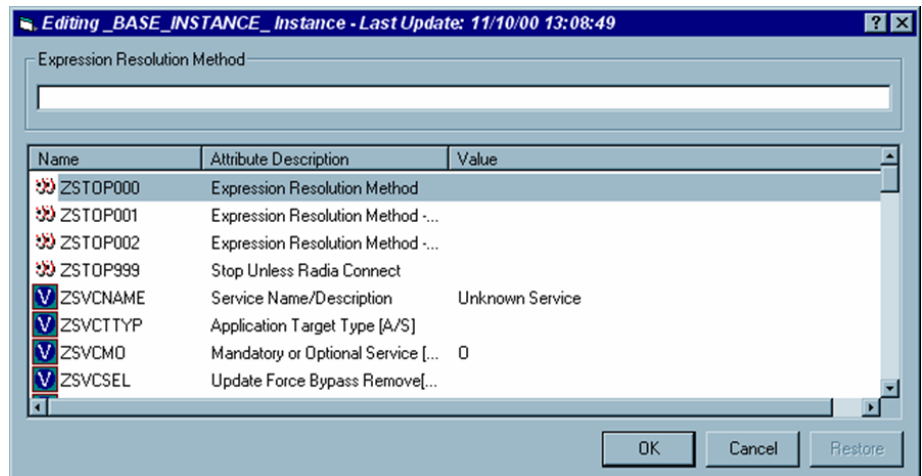 Editing _BASE_INSTANCE_ Instance - Last Update: 11/10/00 13:08:49
Expression Resolution Method
Name Attribute Description Value
ZSTOP000 Expression Resolution Method
ZSTOP001 Expression Resolution Method -...
ZSTOP002 Expression Resolution Method -...
ZSTOP999 Stop Unless Radia Connect
V ZSVCNAME Service Name/Description Unknown Service
V ZSVCTTYP Application Target Type [A/S]
V ZSVCMO Mandatory or Optional Service [... O
V ZSVCSEL Update Force Bypass Remove[...
OK Cancel Restore